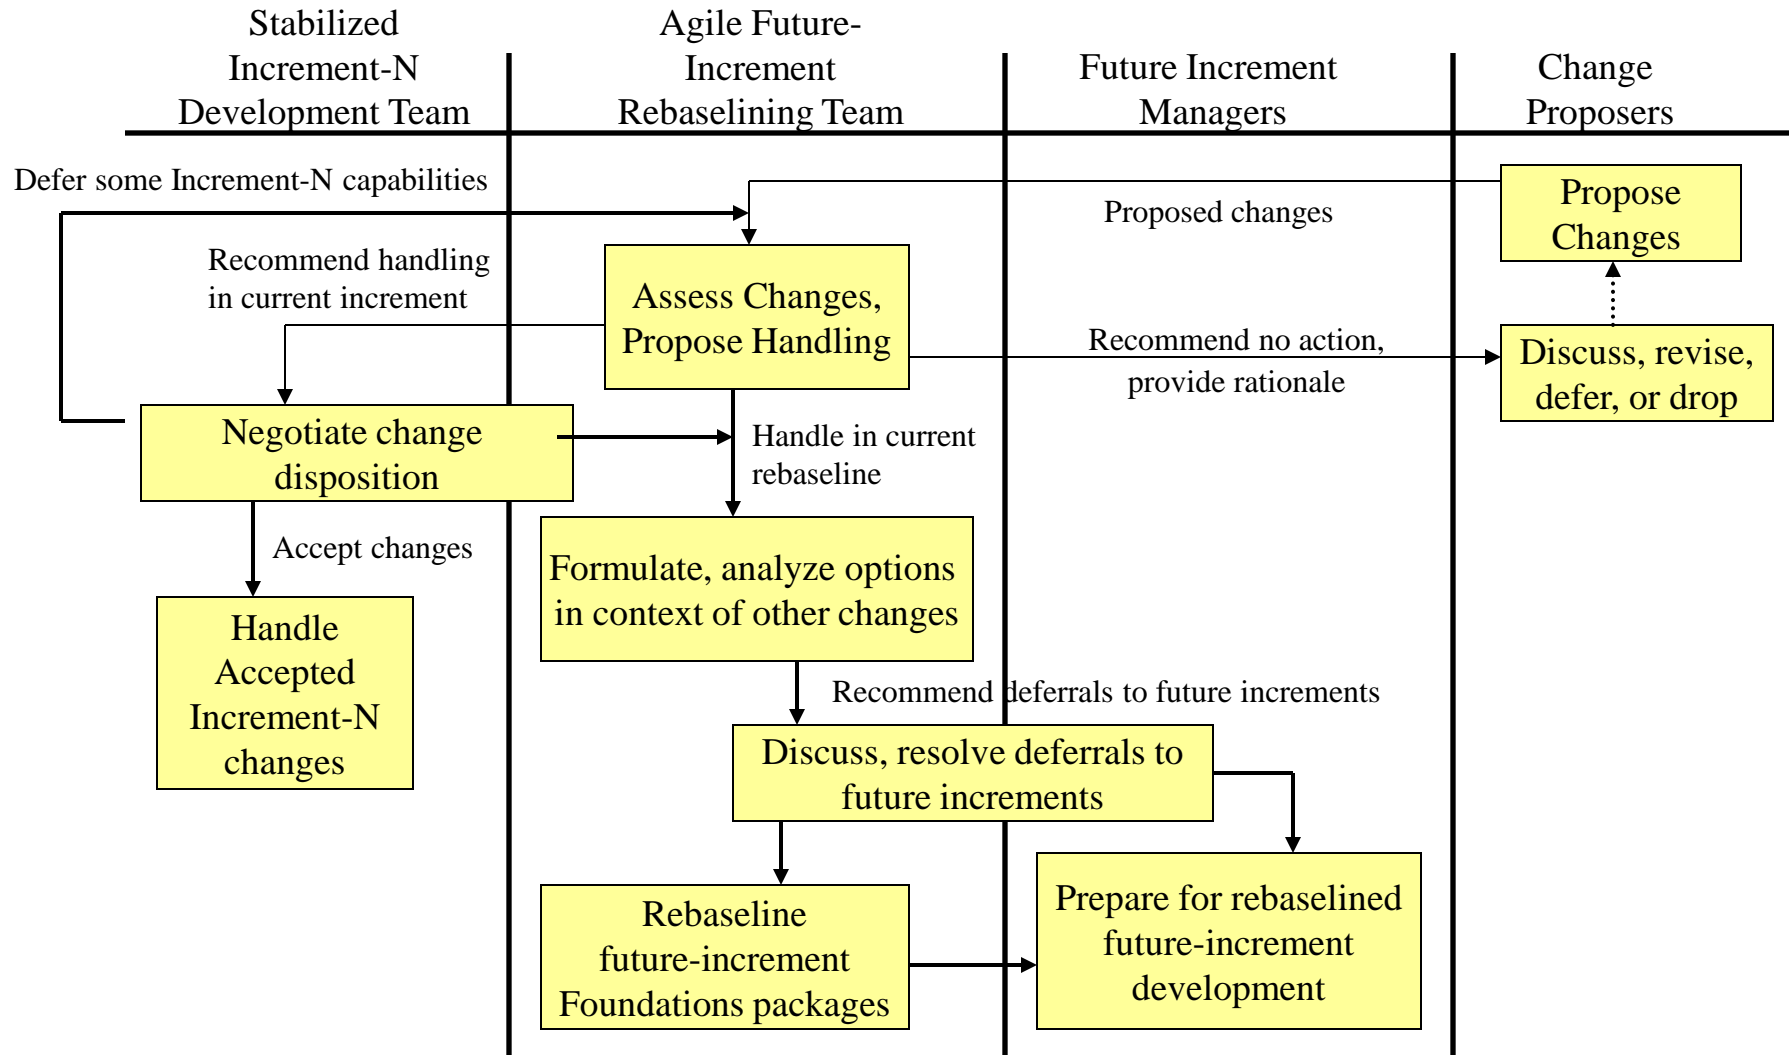 Stabilized
Increment-N
Development Team
Agile Future-
Increment
Rebaselining Team
Future Increment
Managers
Change
Proposers
Defer some Increment-N capabilities
Proposed changes
Propose
Changes
Recommend handling
in current increment
Assess Changes,
Propose Handling
Recommend no action,
provide rationale
Discuss, revise,
defer, or drop
Negotiate change
disposition
Handle in current
rebaseline
Accept changes
Formulate, analyze options
in context of other changes
Handle
Accepted
Increment-N
changes
Recommend deferrals to future increments
Discuss, resolve deferrals to
future increments
Rebaseline
future-increment
Foundations packages
Prepare for rebaselined
future-increment
development